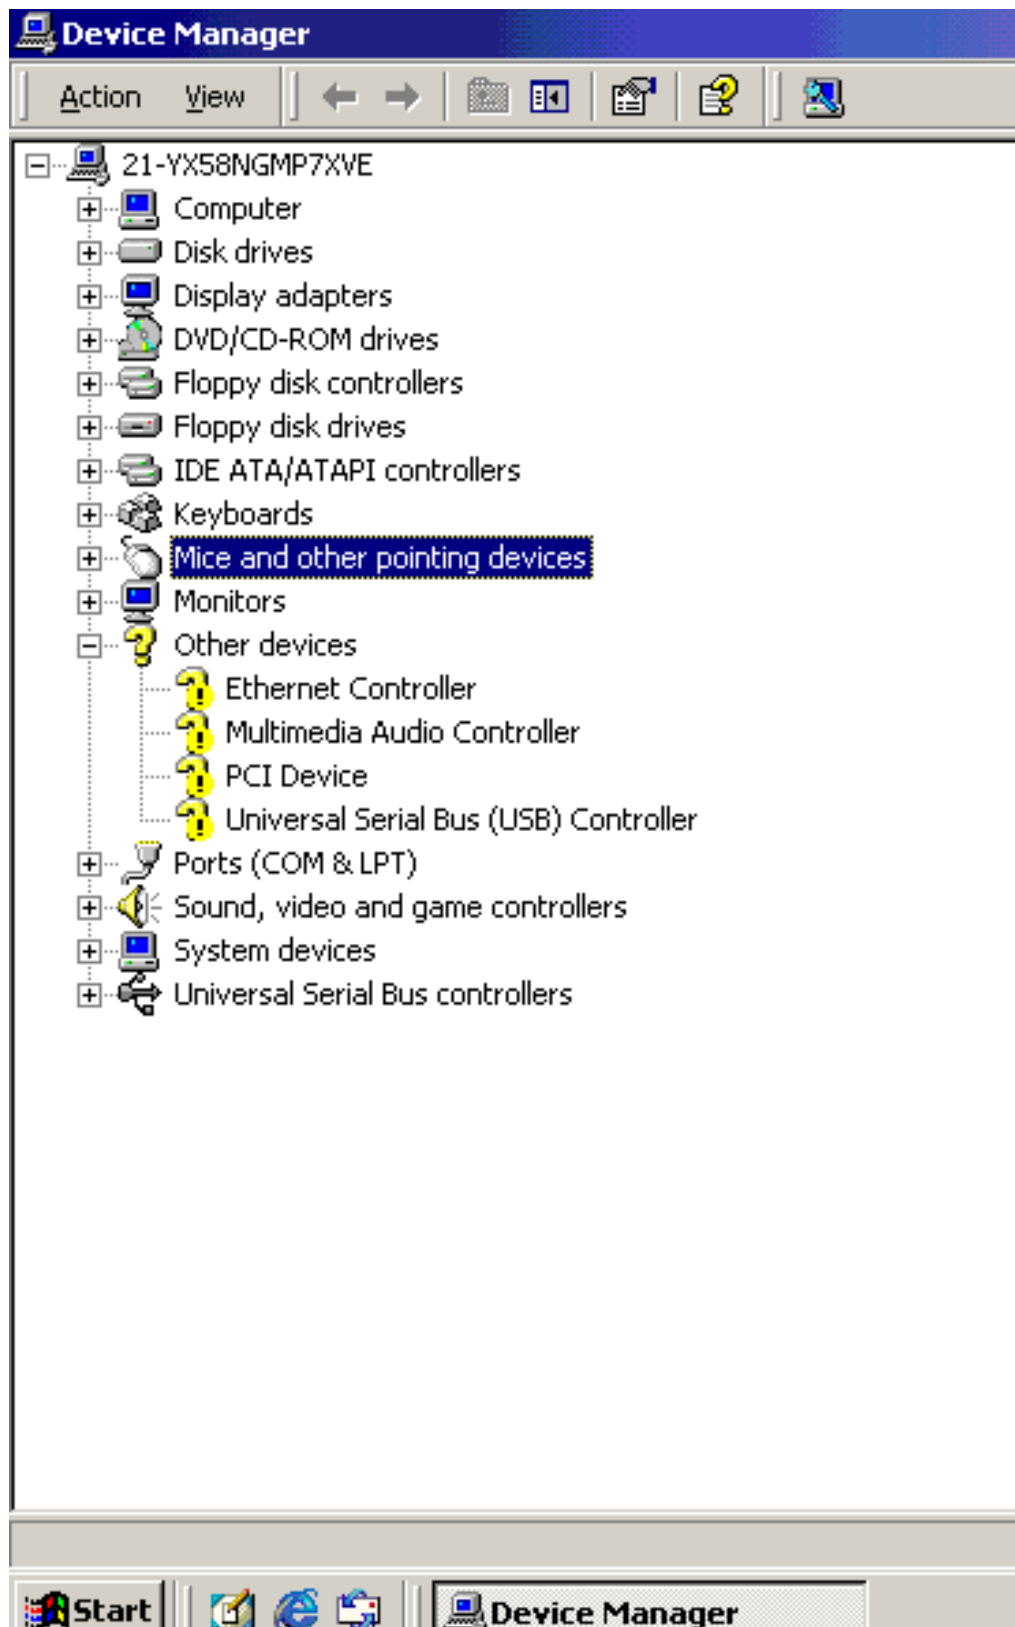 Device Manager
Action View
21-YX58NGMP7XVE
Computer
Disk drives
Display adapters
DVD/CD-ROM drives
Floppy disk controllers
Floppy disk drives
IDE ATA/ATAPI controllers
Keyboards
Mice and other pointing devices
Monitors
Other devices
Ethernet Controller
Multimedia Audio Controller
PCI Device
Universal Serial Bus (USB) Controller
Ports (COM & LPT)
Sound, video and game controllers
System devices
Universal Serial Bus controllers
Start Device Manager